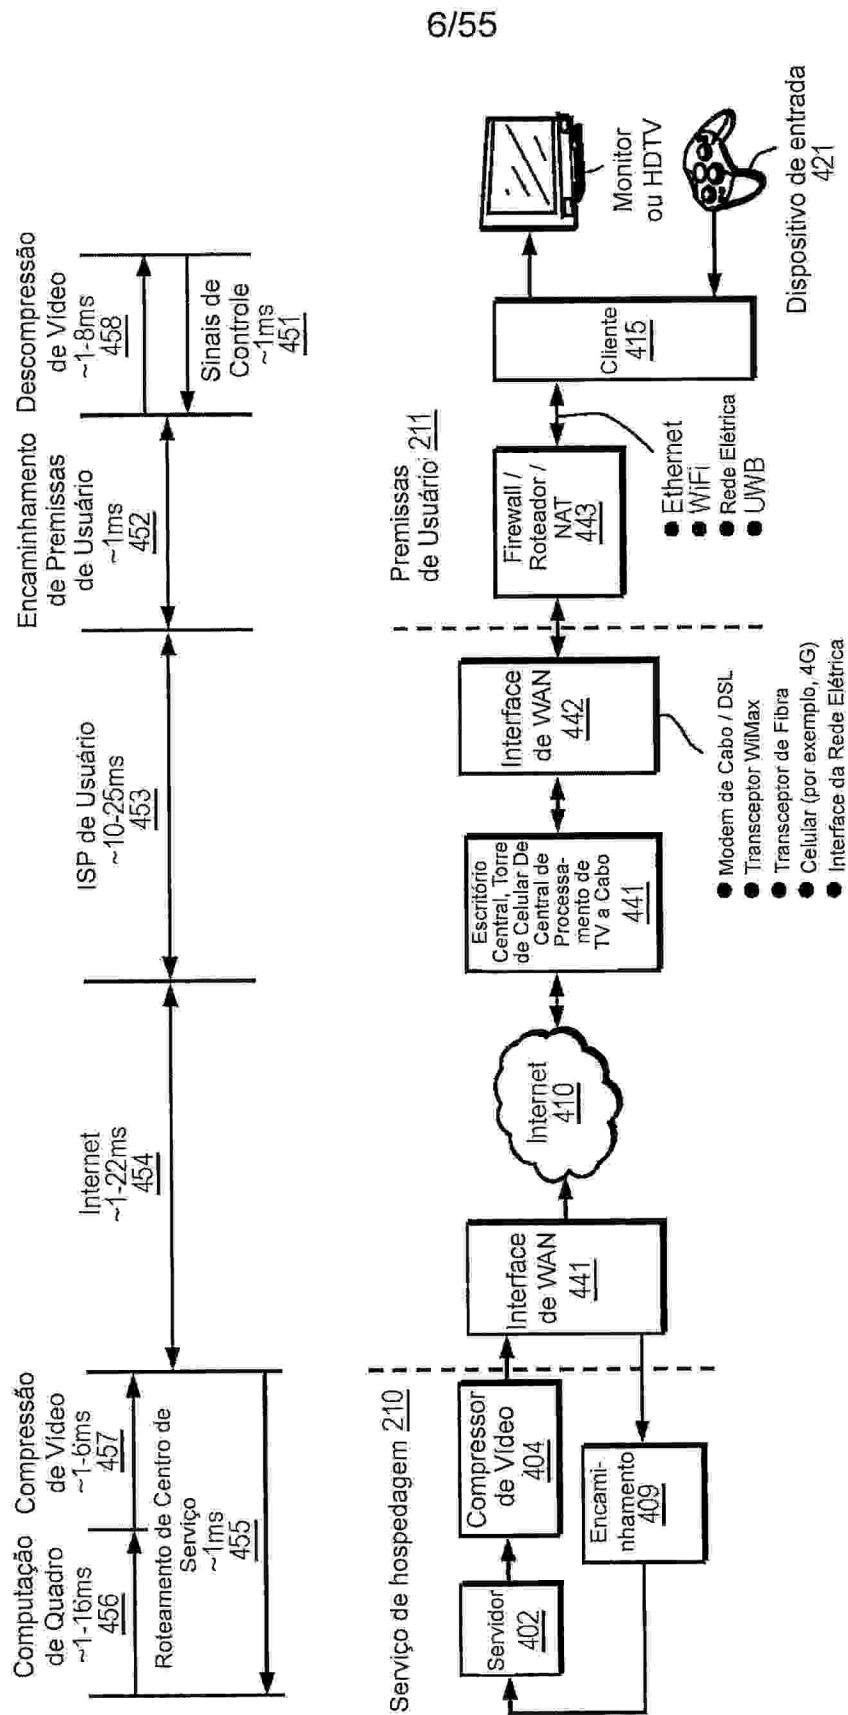 6/55
Computação
de Quadro
~1-16ms
456
Compressão
de Vídeo
~1-6ms
457
Roteamento de Centro de
Serviço
~1ms
455
Internet
~1-22ms
454
ISP de Usuário
~10-25ms
453
Encaminhamento
de Premissas
de Usuário
~1ms
452
Descompressão
de Vídeo
~1-8ms
458
Sinais de
Controle
~1ms
451
Serviço de hospedagem 210
Servidor
402
Compressor
de Vídeo
404
Encami-
nhamento
409
Interface
de WAN
441
Internet
410
Escritório
Central, Torre
de Celular De
Central de
Processa-
mento de
TV a Cabo
441
Interface
de WAN
442
● Modem de Cabo / DSL
● Transceptor WiMax
● Transceptor de Fibra
● Celular (por exemplo, 4G)
● Interface da Rede Elétrica
Premissas
de Usuário 211
Firewall /
Roteador /
NAT
443
● Ethernet
● WiFi
● Rede Elétrica
● UWB
Cliente
415
Monitor
ou HDTV
Dispositivo de entrada
421